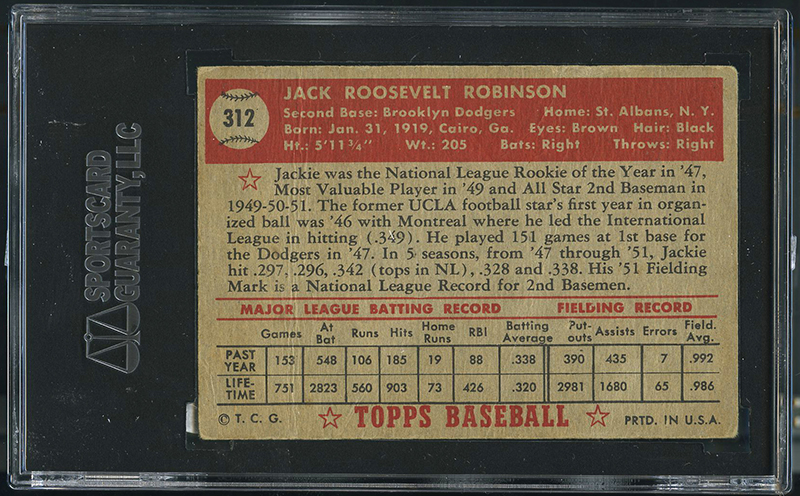 SPORTSCARD
GUARANTY, LLC
312
JACK ROOSEVELT ROBINSON
Second Base: Brooklyn Dodgers Home: St. Albans, N. Y.
Born: Jan. 31, 1919, Cairo, Ga. Eyes: Brown Hair: Black
Ht.: 5'11¾" Wt.: 205 Bats: Right Throws: Right
Jackie was the National League Rookie of the Year in '47,
Most Valuable Player in '49 and All Star 2nd Baseman in
1949-50-51. The former UCLA football star's first year in organ-
ized ball was '46 with Montreal where he led the International
League in hitting (.349). He played 151 games at 1st base for
the Dodgers in '47. In 5 seasons, from '47 through '51, Jackie
hit .297, .296, .342 (tops in NL), .328 and .338. His '51 Fielding
Mark is a National League Record for 2nd Basemen.
MAJOR LEAGUE BATTING RECORD FIELDING RECORD
Games At Bat Runs Hits Home Runs RBI Batting Average Put-outs Assists Errors Field. Avg.
PAST YEAR 153 548 106 185 19 88 .338 390 435 7 .992
LIFE-TIME 751 2823 560 903 73 426 .320 2981 1680 65 .986
© T. C. G. TOPPS BASEBALL PRTD. IN U.S.A.